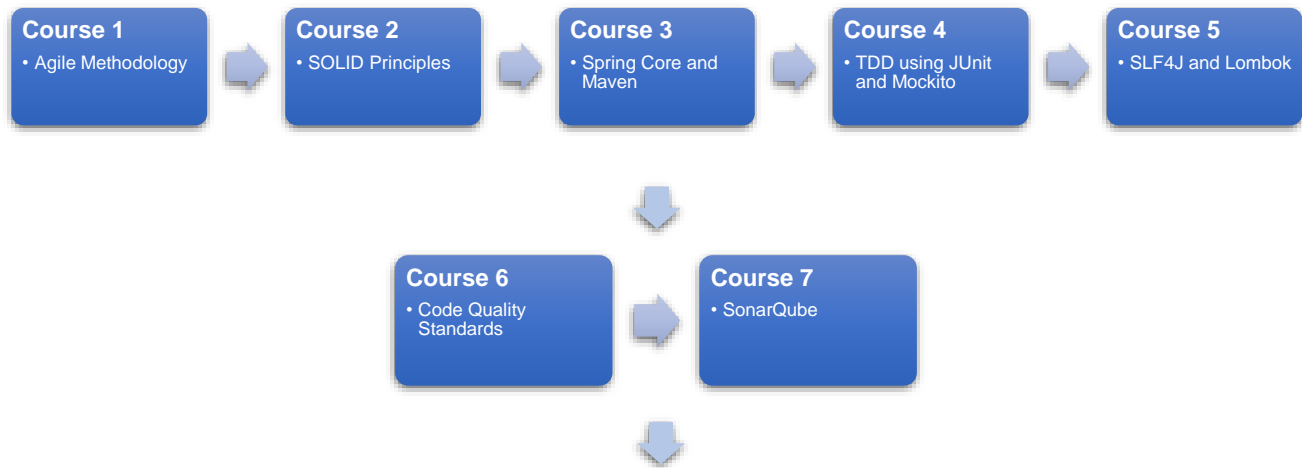 Course 1
• Agile Methodology
Course 2
• SOLID Principles
Course 3
• Spring Core and
Maven
Course 4
• TDD using JUnit
and Mockito
Course 5
• SLF4J and Lombok
Course 6
• Code Quality
Standards
Course 7
• SonarQube